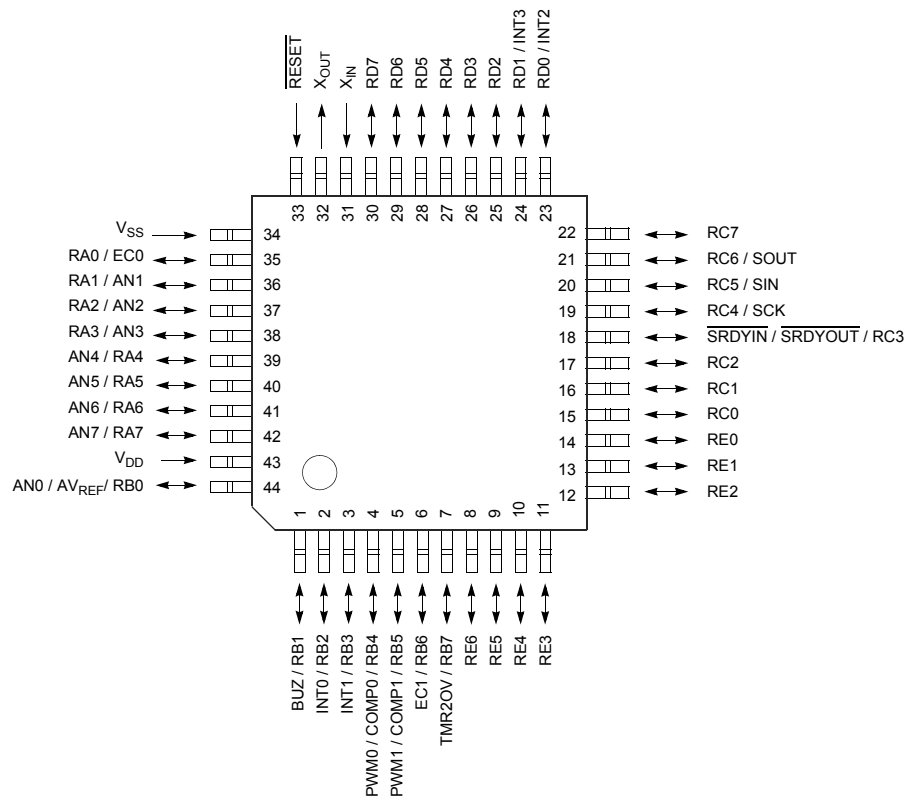 RESET
XOUT
XIN
RD7
RD6
RD5
RD4
RD3
RD2
RD1 / INT3
RD0 / INT2
33
32
31
30
29
28
27
26
25
24
23
VSS
34
RA0 / EC0
35
RA1 / AN1
36
RA2 / AN2
37
RA3 / AN3
38
AN4 / RA4
39
AN5 / RA5
40
AN6 / RA6
41
AN7 / RA7
42
VDD
43
AN0 / AVREF/ RB0
44
22
RC7
21
RC6 / SOUT
20
RC5 / SIN
19
RC4 / SCK
18
SRDYIN / SRDYOUT / RC3
17
RC2
16
RC1
15
RC0
14
RE0
13
RE1
12
RE2
1
2
3
4
5
6
7
8
9
10
11
BUZ / RB1
INT0 / RB2
INT1 / RB3
PWM0 / COMP0 / RB4
PWM1 / COMP1 / RB5
EC1 / RB6
TMR2OV / RB7
RE6
RE5
RE4
RE3